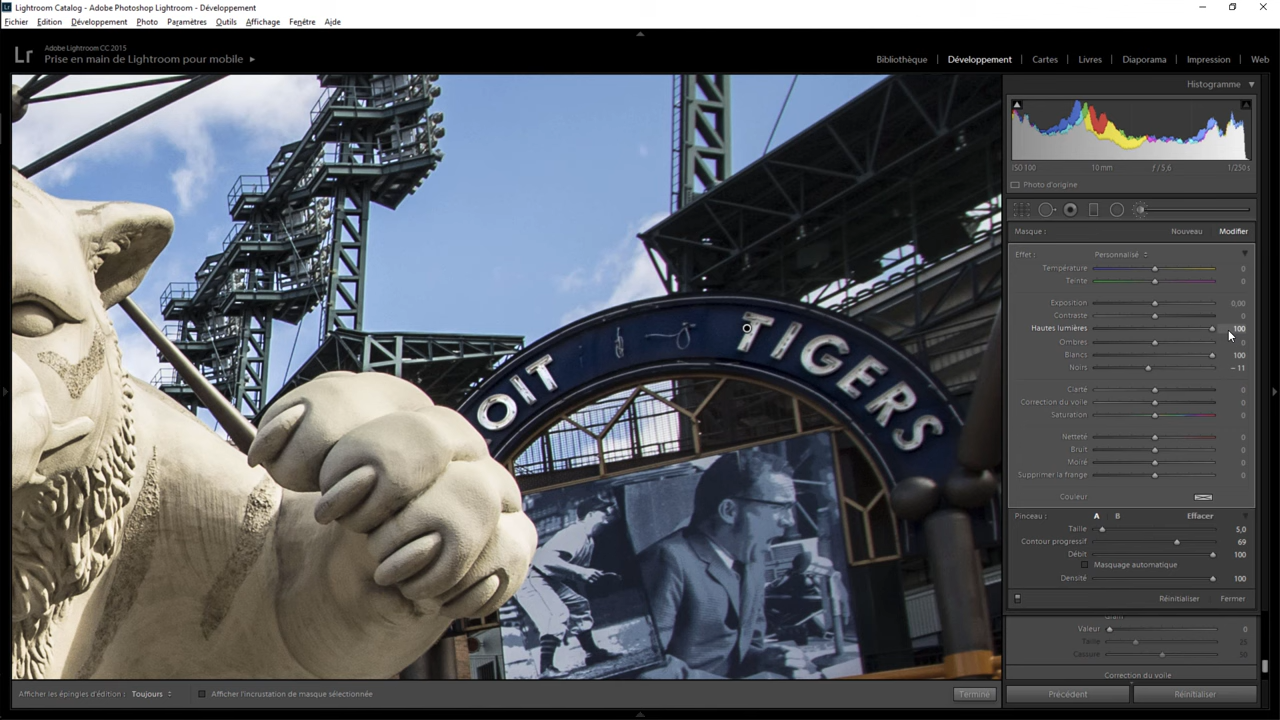 Lightroom Catalog - Adobe Photoshop Lightroom - Développement
Fichier Edition Développement Photo Paramètres Outils Affichage Fenêtre Aide
Lr
Adobe Lightroom CC 2015
Prise en main de Lightroom pour mobile
Bibliothèque Développement Cartes Livres Diaporama Impression Web
Histogramme
ISO 100 10 mm ƒ / 5,6 1/250 s
Photo d'origine
Masque : Nouveau Modifier
Effet : Personnalisé
Température 0
Teinte 0
Exposition 0,00
Contraste 0
Hautes lumières 100
Ombres 0
Blancs 100
Noirs – 11
Clarté 0
Correction du voile 0
Saturation 0
Netteté 0
Bruit 0
Moiré 0
Supprimer la frange 0
Couleur
Pinceau : A B Effacer
Taille 5,0
Contour progressif 69
Débit 100
Masquage automatique
Densité 100
Réinitialiser Fermer
Grain
Valeur 0
Taille 25
Cassure 50
Correction du voile
Précédent Réinitialiser
OIT TIGERS
Afficher les épingles d'édition : Toujours
Afficher l'incrustation de masque sélectionnée
Terminé